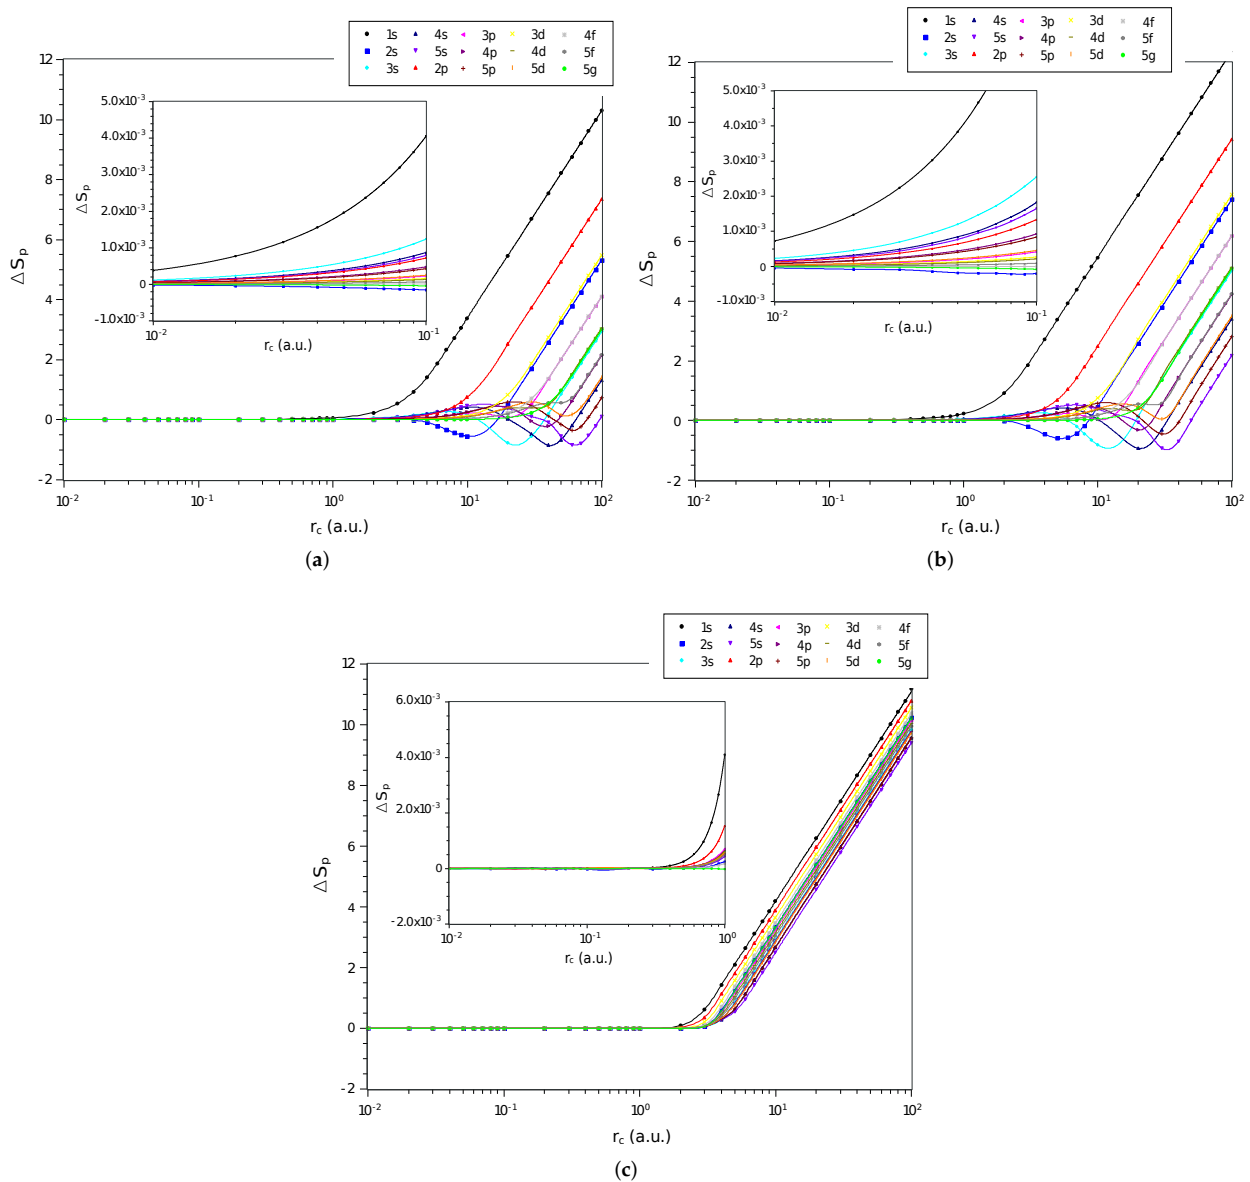 1s 4s 3p 3d 4f
2s 5s 4p 4d 5f
3s 2p 5p 5d 5g
12
10
8
6
4
2
0
-2
ΔSp
5.0x10-3
4.0x10-3
3.0x10-3
2.0x10-3
1.0x10-3
0
-1.0x10-3
ΔSp
10-2 10-1
rc (a.u.)
10-2 10-1 100 101 102
rc (a.u.)
(a)
1s 4s 3p 3d 4f
2s 5s 4p 4d 5f
3s 2p 5p 5d 5g
12
10
8
6
4
2
0
-2
ΔSp
5.0x10-3
4.0x10-3
3.0x10-3
2.0x10-3
1.0x10-3
0
-1.0x10-3
ΔSp
10-2 10-1
rc (a.u.)
10-2 10-1 100 101 102
rc (a.u.)
(b)
1s 4s 3p 3d 4f
2s 5s 4p 4d 5f
3s 2p 5p 5d 5g
12
10
8
6
4
2
0
-2
ΔSp
6.0x10-3
4.0x10-3
2.0x10-3
0
-2.0x10-3
ΔSp
10-2 10-1 100
rc (a.u.)
10-2 10-1 100 101 102
rc (a.u.)
(c)